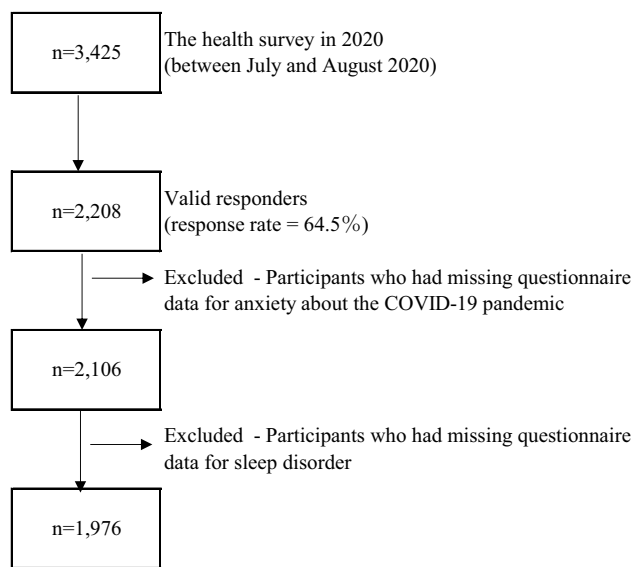 n=3,425
The health survey in 2020
(between July and August 2020)
n=2,208
Valid responders
(response rate = 64.5％)
Excluded - Participants who had missing questionnaire
data for anxiety about the COVID-19 pandemic
n=2,106
Excluded - Participants who had missing questionnaire
data for sleep disorder
n=1,976